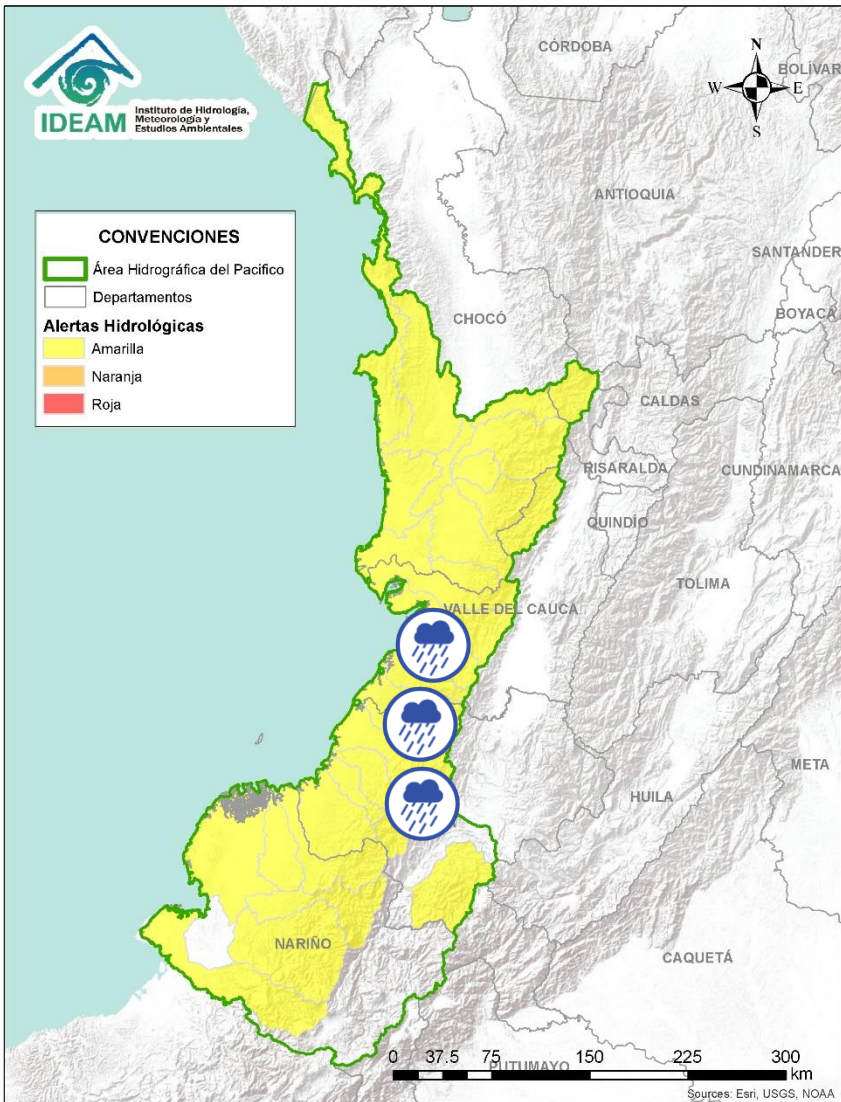 IDEAM
Instituto de Hidrología,
Meteorología y
Estudios Ambientales
N
W E
S
CÓRDOBA
BOLÍVAR
ANTIOQUIA
SANTANDER
BOYACÁ
CHOCÓ
CALDAS
RISARALDA
CUNDINAMARCA
QUINDÍO
TOLIMA
VALLE DEL CAUCA
META
HUILA
NARIÑO
CAQUETÁ
PUTUMAYO
CONVENCIONES
Área Hidrográfica del Pacifico
Departamentos
Alertas Hidrológicas
Amarilla
Naranja
Roja
0 37.5 75 150 225 300
km
Sources: Esri, USGS, NOAA